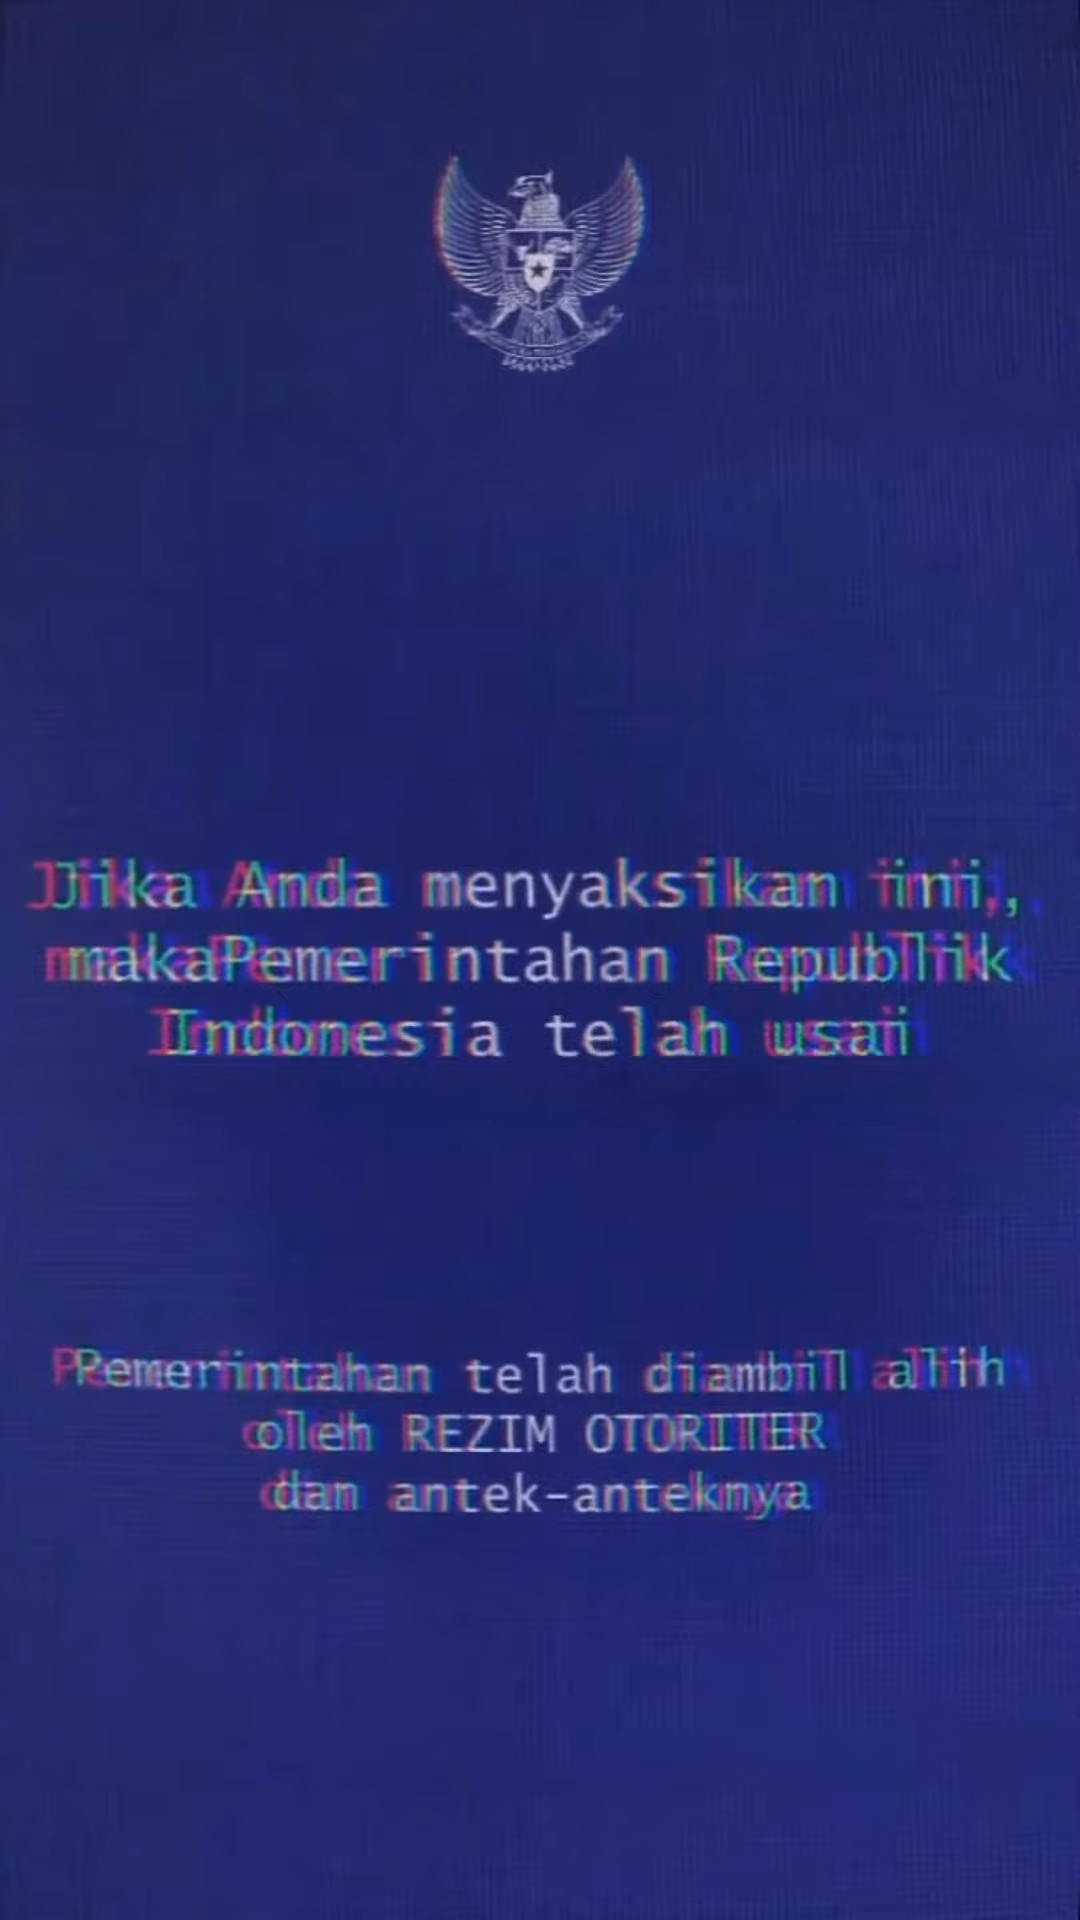 Jika Anda menyaksikan ini,
makaPemerintahan Republik
Indonesia telah usai
Pemerintahan telah diambil alih
oleh REZIM OTORITER
dan antek-anteknya